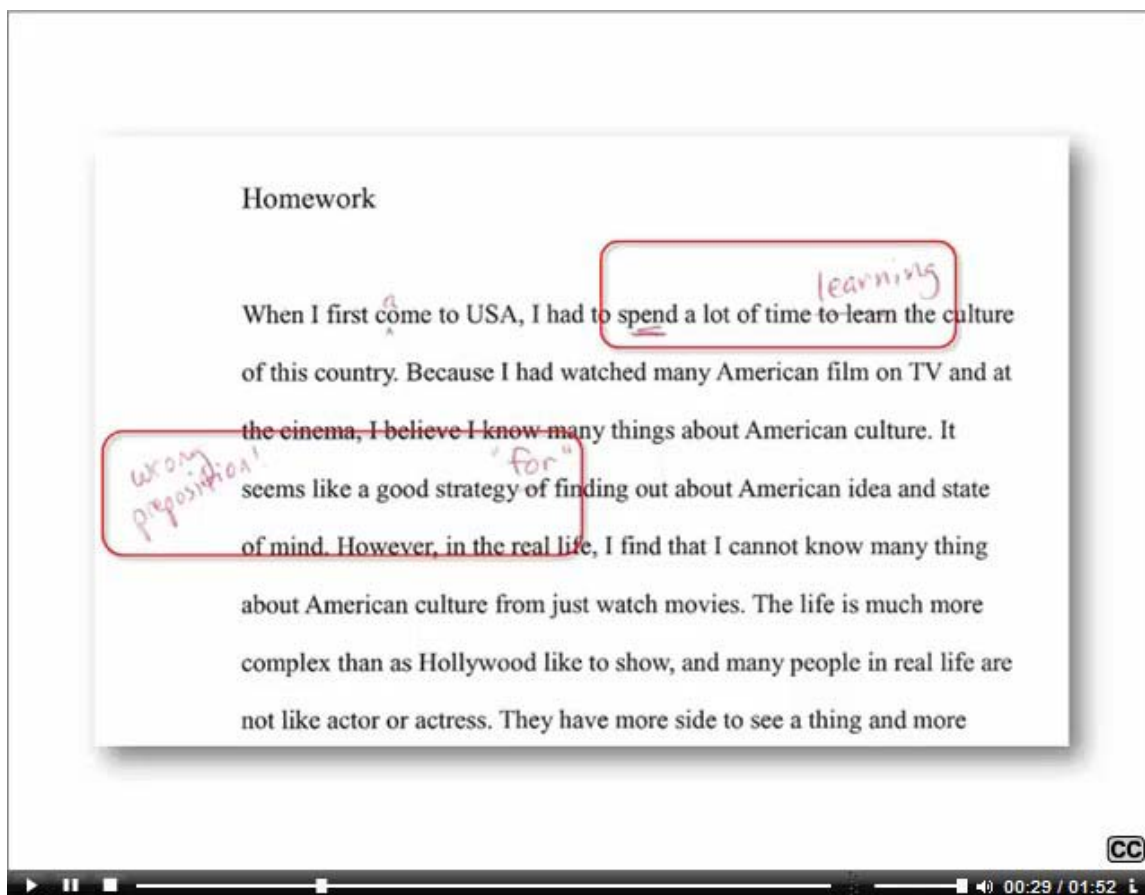 Homework
learning
a
When I first come to USA, I had to spend a lot of time to learn the culture
of this country. Because I had watched many American film on TV and at
the cinema, I believe I know many things about American culture. It
wrong
preposition!
"for"
seems like a good strategy of finding out about American idea and state
of mind. However, in the real life, I find that I cannot know many thing
about American culture from just watch movies. The life is much more
complex than as Hollywood like to show, and many people in real life are
not like actor or actress. They have more side to see a thing and more
CC
00:29 / 01:52